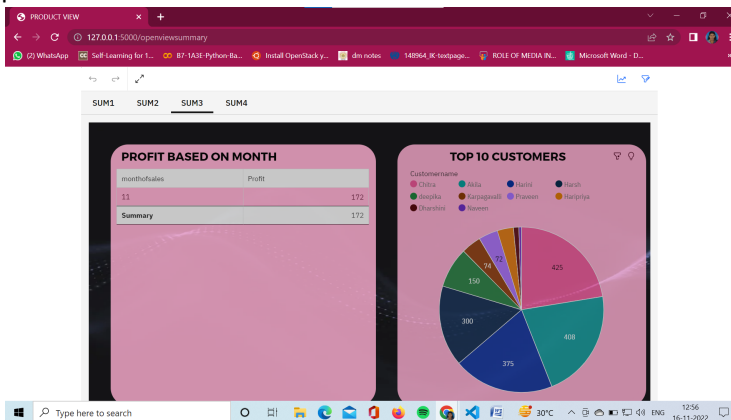 PRODUCT VIEW
127.0.0.1:5000/openviewsummary
(2) WhatsApp
Self-Learning for 1...
B7-1A3E-Python-Ba...
Install OpenStack y...
dm notes
148964_IK-textpage...
ROLE OF MEDIA IN...
Microsoft Word - D...
SUM1 SUM2 SUM3 SUM4
PROFIT BASED ON MONTH
monthofsales Profit
11 172
Summary 172
TOP 10 CUSTOMERS
Customername
Chitra Akila Harini Harsh
deepika Karpagavalli Praveen Haripriya
Dharshini Naveen
425
408
375
300
150
74
72
Type here to search
30°C
ENG
12:56
16-11-2022